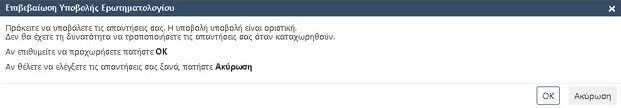 Επιβεβαίωση Υποβολής Ερωτηματολογίου
Πρόκειτε να υποβάλετε τις απαντήσεις σας. Η υποβολή υποβολή είναι οριστική.
Δεν θα έχετε τη δυνατότητα να τροποποιήσετε τις απαντήσεις σας όταν καταχωρηθούν.
Αν επιθυμείτε να προχωρήσετε πατήστε OK
Αν θέλετε να ελέγξετε τις απαντήσεις σας ξανά, πατήστε Ακύρωση
OK Ακύρωση